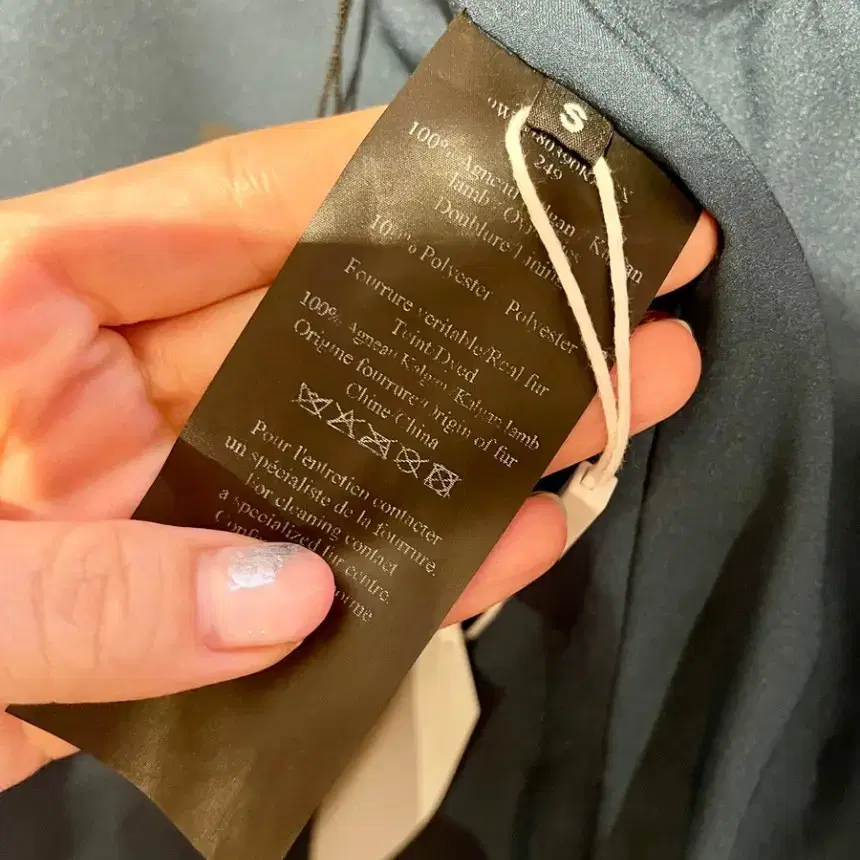 S
249
100% Agneau Kalgan / Kalgan
lamb
Doublure/Lining
Polyester Polyester
Fourrure veritable/Real fur
Teint/Dyed
100% Agneau Kalgan /Kalgan lamb
Origine fourrure/Origin of fur
Chine/China
Pour l'entretien contacter
un spécialiste de la fourrure.
For cleaning contact
a specialized fur centre.